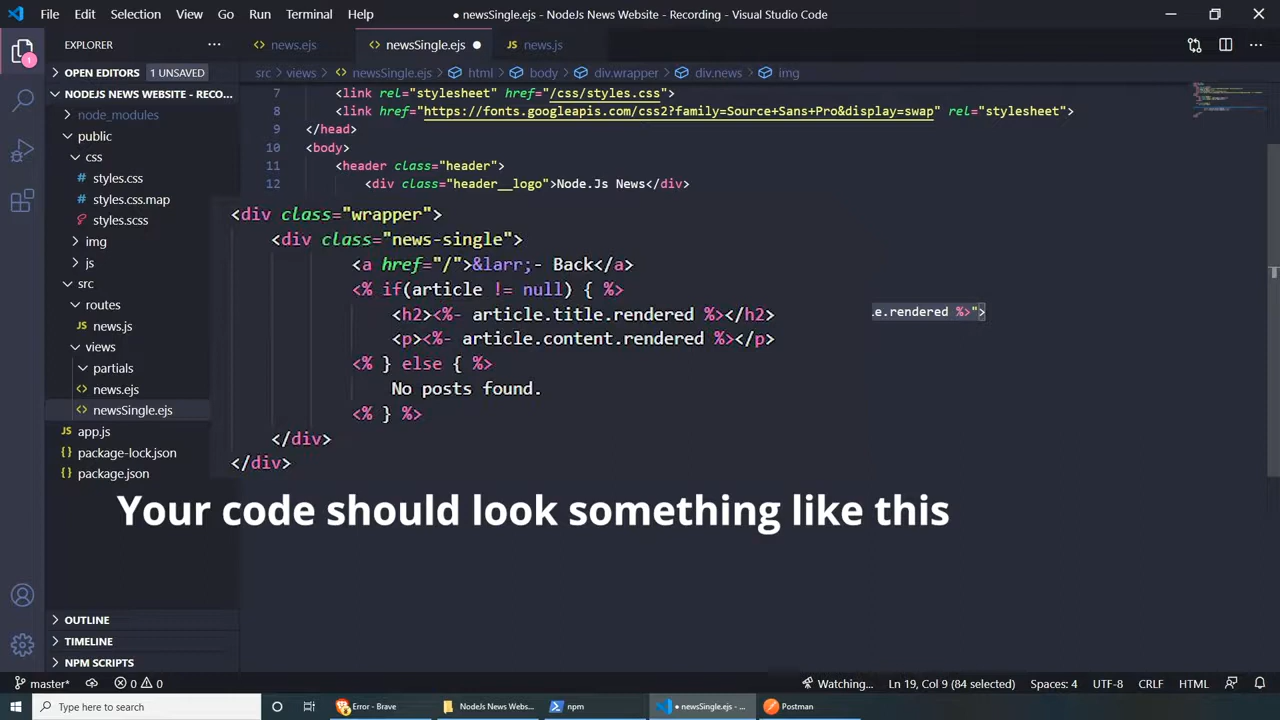 File Edit Selection View Go Run Terminal Help
● newsSingle.ejs - NodeJs News Website - Recording - Visual Studio Code
EXPLORER
OPEN EDITORS 1 UNSAVED
NODEJS NEWS WEBSITE - RECO...
node_modules
public
css
styles.css
styles.css.map
styles.scss
img
js
src
routes
news.js
views
partials
news.ejs
newsSingle.ejs
app.js
package-lock.json
package.json
OUTLINE
TIMELINE
NPM SCRIPTS
news.ejs newsSingle.ejs ● JS news.js
src > views > newsSingle.ejs > html > body > div.wrapper > div.news > img
7 <link rel="stylesheet" href="/css/styles.css">
8 <link href="https://fonts.googleapis.com/css2?family=Source+Sans+Pro&display=swap" rel="stylesheet">
9 </head>
10 <body>
11 <header class="header">
12 <div class="header__logo">Node.Js News</div>
<div class="wrapper">
<div class="news-single">
<a href="/">&larr;- Back</a>
<% if(article != null) { %>
<h2><%- article.title.rendered %></h2>
.e.rendered %>">
<p><%- article.content.rendered %></p>
<% } else { %>
No posts found.
<% } %>
</div>
</div>
Your code should look something like this
master* 0 0 Watching... Ln 19, Col 9 (84 selected) Spaces: 4 UTF-8 CRLF HTML
Type here to search Error - Brave NodeJs News Webs... npm ● newsSingle.ejs - ... Postman